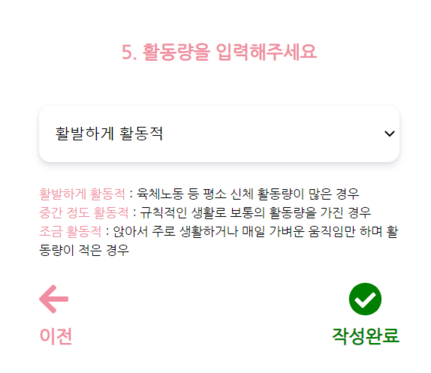 5. 활동량을 입력해주세요
활발하게 활동적
활발하게 활동적 : 육체노동 등 평소 신체 활동량이 많은 경우
중간 정도 활동적 : 규칙적인 생활로 보통의 활동량을 가진 경우
조금 활동적 : 앉아서 주로 생활하거나 매일 가벼운 움직임만 하며 활
동량이 적은 경우
이전
작성완료